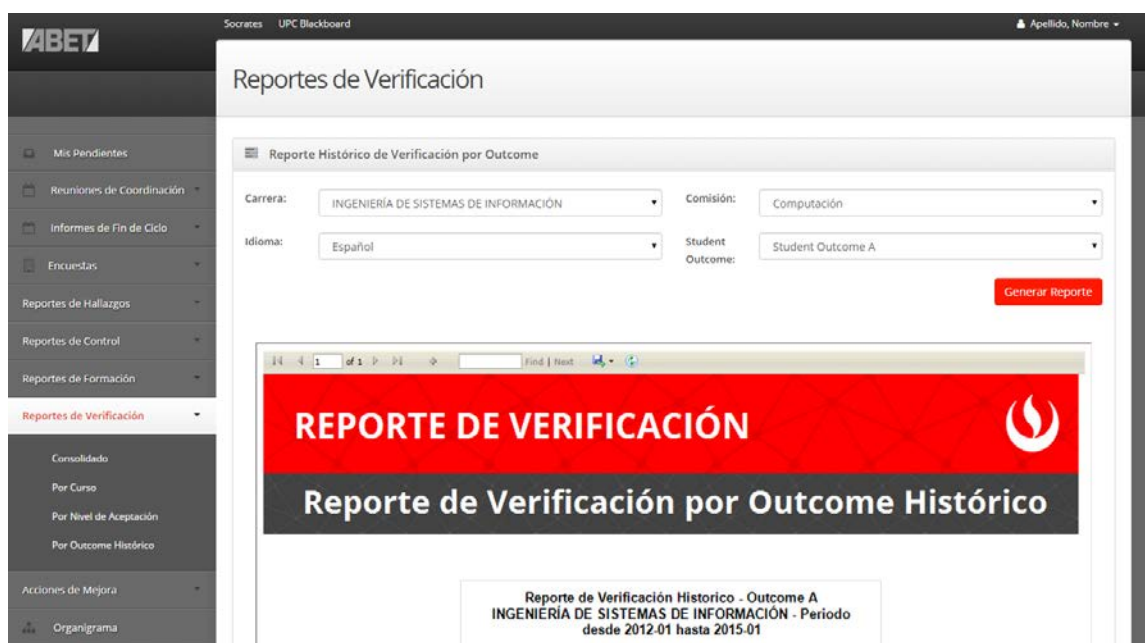 ABET
Socrates UPC Blackboard
Apellido, Nombre
Reportes de Verificación
Mis Pendientes
Reuniones de Coordinación
Informes de Fin de Ciclo
Encuestas
Reportes de Hallazgos
Reportes de Control
Reportes de Formación
Reportes de Verificación
Consolidado
Por Curso
Por Nivel de Aceptación
Por Outcome Histórico
Acciones de Mejora
Organigrama
Reporte Histórico de Verificación por Outcome
Carrera: INGENIERÍA DE SISTEMAS DE INFORMACIÓN Comisión: Computación
Idioma: Español Student Outcome: Student Outcome A
Generar Reporte
1 of 1 Find | Next
REPORTE DE VERIFICACIÓN
Reporte de Verificación por Outcome Histórico
Reporte de Verificación Historico - Outcome A
INGENIERÍA DE SISTEMAS DE INFORMACIÓN - Periodo
desde 2012-01 hasta 2015-01